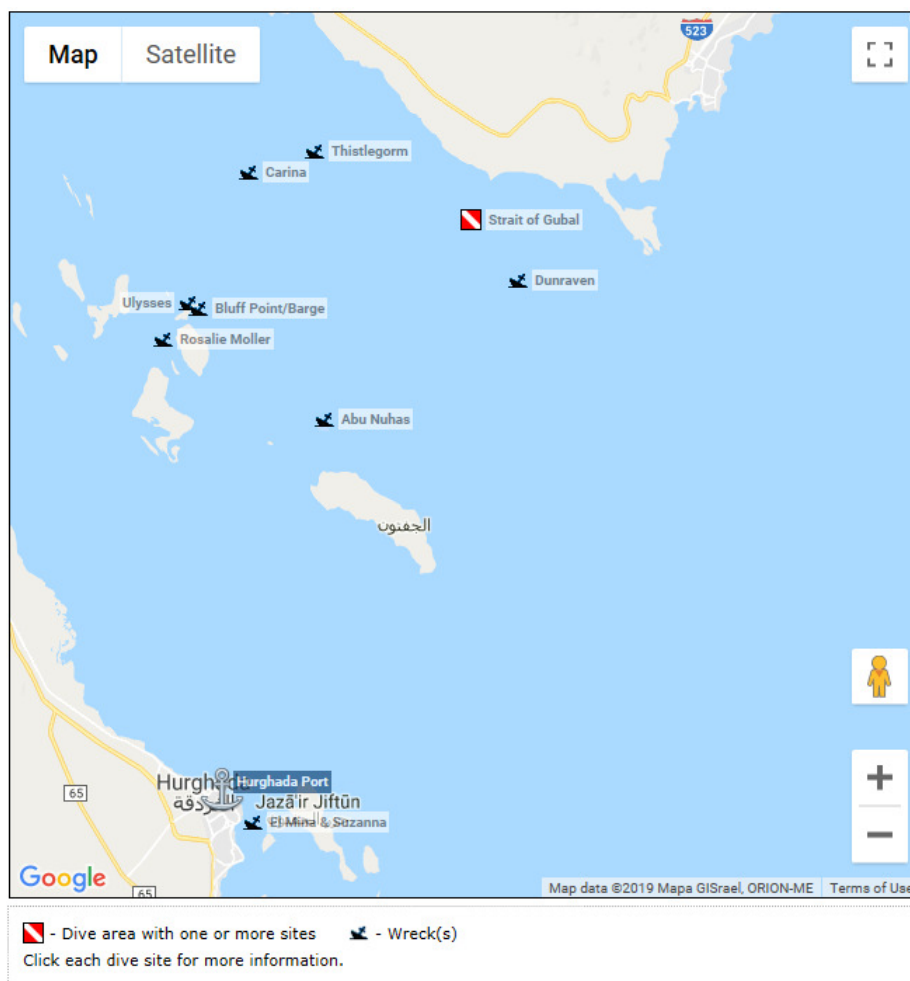 Map Satellite
523
Thistlegorm
Carina
Strait of Gubal
Dunraven
Ulysses
Bluff Point/Barge
Rosalie Moller
Abu Nuhas
الجفتون
Hurghada Port
Jazā'ir Jiftūn
65
El Mina & Suzanna
Google
65
Map data ©2019 Mapa GISrael, ORION-ME Terms of Use
- Dive area with one or more sites - Wreck(s)
Click each dive site for more information.